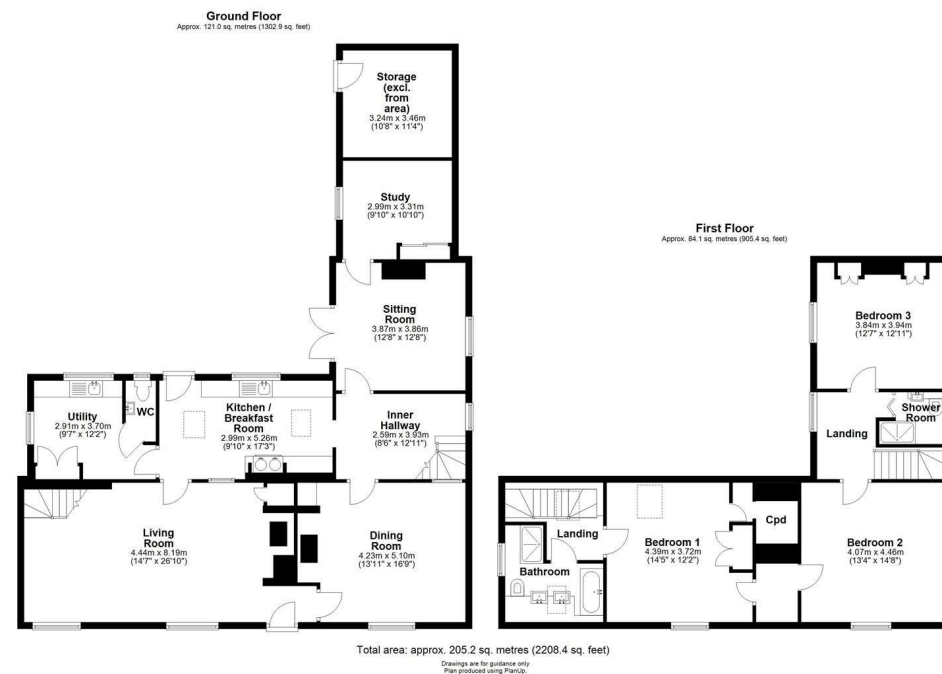 Ground Floor
Approx. 121.0 sq. metres (1302.9 sq. feet)
Storage
(excl.
from
area)
3.24m x 3.46m
(10'8" x 11'4")
Study
2.99m x 3.31m
(9'10" x 10'10")
Sitting
Room
3.87m x 3.86m
(12'8" x 12'8")
Utility
2.91m x 3.70m
(9'7" x 12'2")
WC
Kitchen /
Breakfast
Room
2.99m x 5.26m
(9'10" x 17'3")
Inner
Hallway
2.59m x 3.93m
(8'6" x 12'11")
Living
Room
4.44m x 8.19m
(14'7" x 26'10")
Dining
Room
4.23m x 5.10m
(13'11" x 16'9")
First Floor
Approx. 84.1 sq. metres (905.4 sq. feet)
Bedroom 3
3.84m x 3.94m
(12'7" x 12'11")
Shower
Room
Landing
Landing
Bathroom
Bedroom 1
4.39m x 3.72m
(14'5" x 12'2")
Cpd
Bedroom 2
4.07m x 4.46m
(13'4" x 14'8")
Total area: approx. 205.2 sq. metres (2208.4 sq. feet)
Drawings are for guidance only
Plan produced using PlanUp.